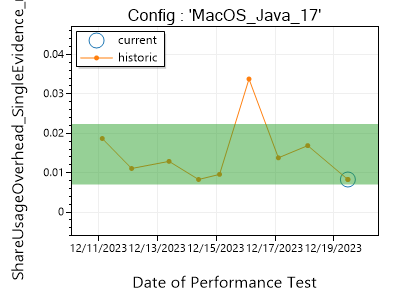 Config : 'MacOS_Java_17'
ShareUsageOverhead_SingleEvidence_
current
historic
0.04
0.03
0.02
0.01
0
12/11/2023 12/13/2023 12/15/2023 12/17/2023 12/19/2023
Date of Performance Test